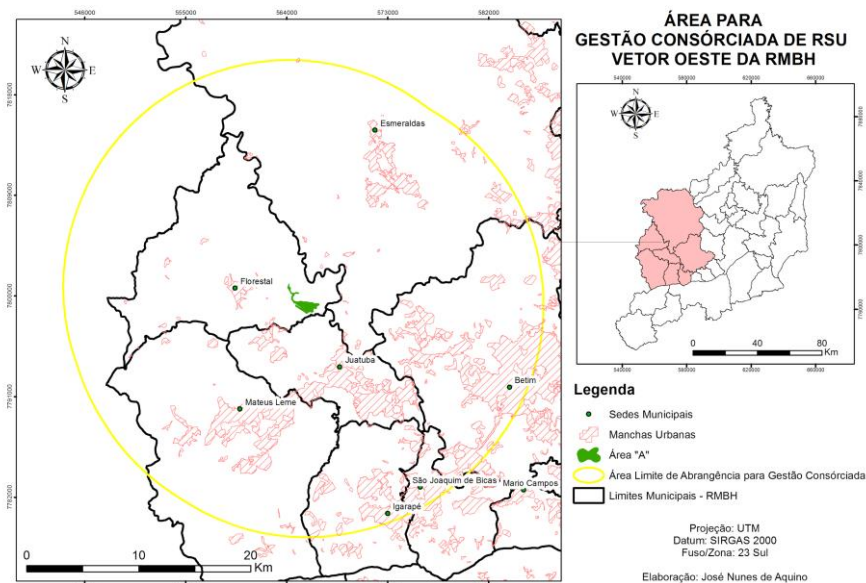 546000 555000 564000 573000 582000
N
W E
S
7818000
7809000
7800000
7791000
7782000
Esmeraldas
Florestal
Juatuba
Betim
Mateus Leme
São Joaquim de Bicas
Mario Campos
Igarapé
0 10 20
Km
ÁREA PARA
GESTÃO CONSÓRCIADA DE RSU
VETOR OESTE DA RMBH
540000 580000 620000 660000
N
W E
S
0 40 80
Km
540000 580000 620000 660000
Legenda
Sedes Municipais
Manchas Urbanas
Área "A"
Área Limite de Abrangência para Gestão Consórciada
Limites Municipais - RMBH
Projeção: UTM
Datum: SIRGAS 2000
Fuso/Zona: 23 Sul
Elaboração: José Nunes de Aquino